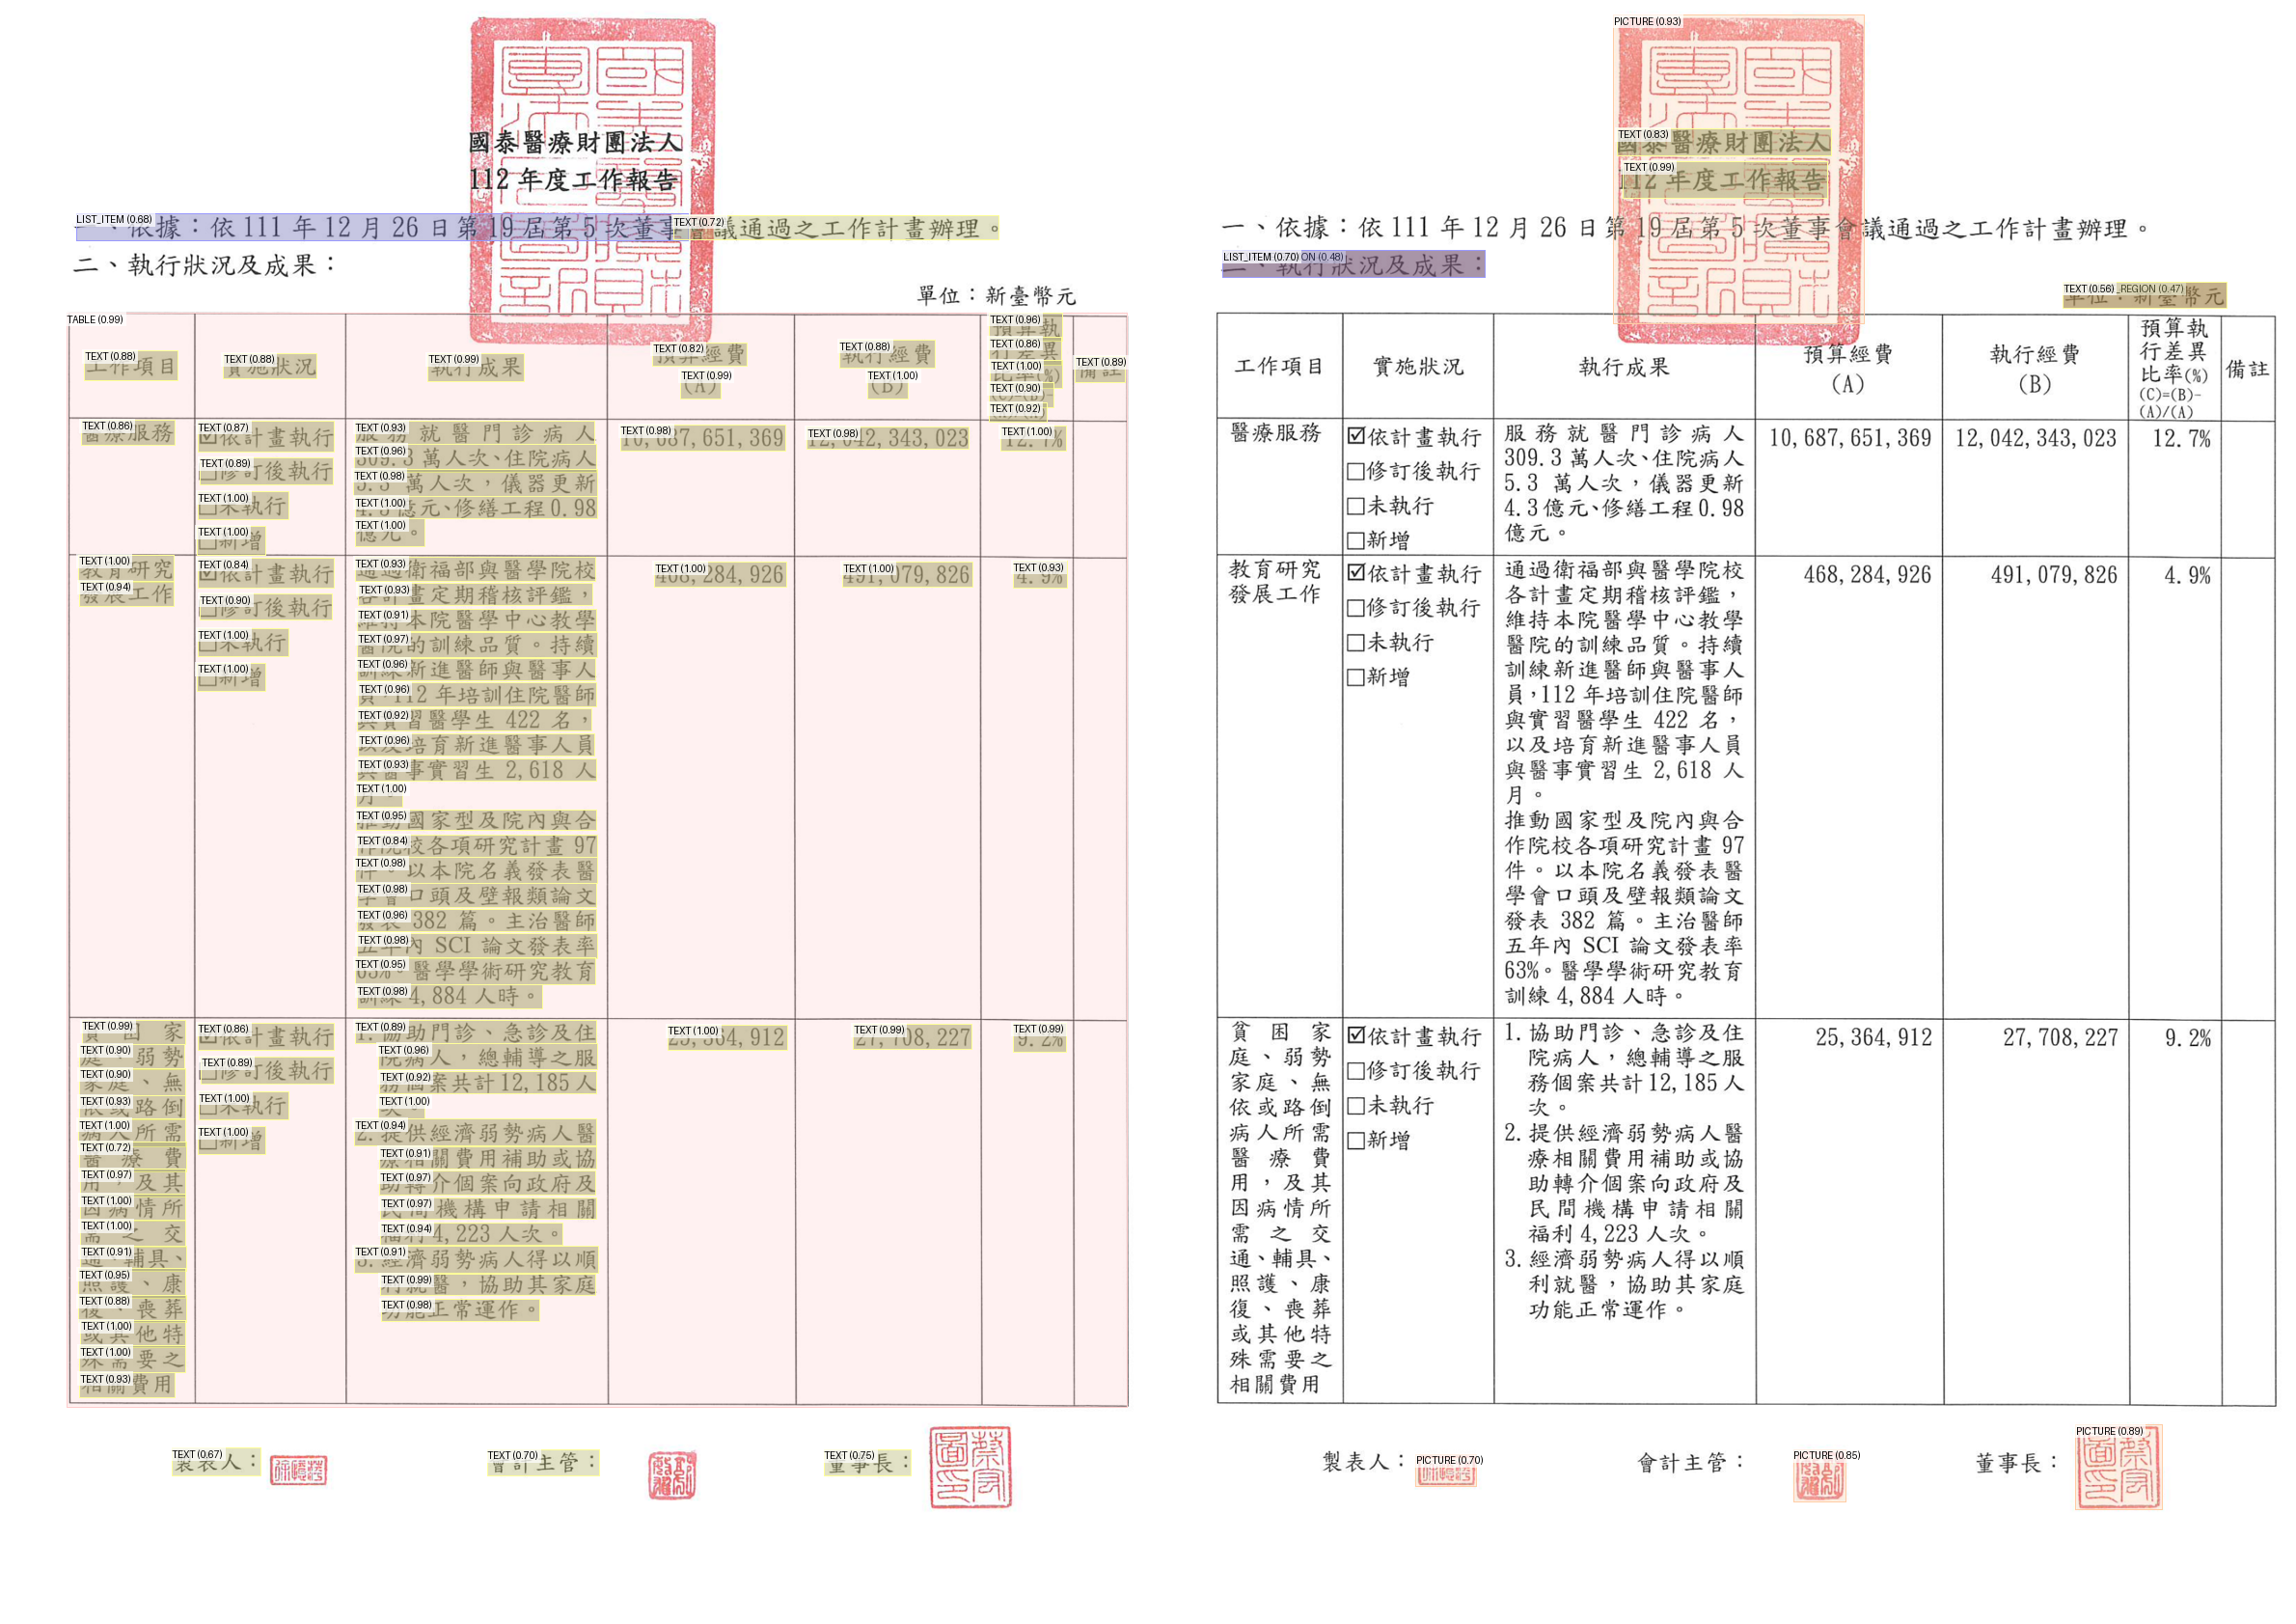 國泰醫療財團法人
112 年度工作報告
一、依據：依 111 年 12 月 26 日第 19 屆第 5 次董事會議通過之工作計畫辦理。
二、執行狀況及成果：
單位：新臺幣元
工作項目
實施狀況
執行成果
預算經費
(A)
執行經費
(B)
預算執
行差異
比率(%)
(C)=(B)-
(A)/(A)
備註
醫療服務
☑依計畫執行
□修訂後執行
□未執行
□新增
服務就醫門診病人
309.3 萬人次、住院病人
5.3 萬人次，儀器更新
4.3 億元、修繕工程 0.98
億元。
10,687,651,369
12,042,343,023
12.7%
教育研究
發展工作
☑依計畫執行
□修訂後執行
□未執行
□新增
通過衛福部與醫學院校
各計畫定期稽核評鑑，
維持本院醫學中心教學
醫院的訓練品質。持續
訓練新進醫師與醫事人
員，112 年培訓住院醫師
與實習醫學生 422 名，
以及培育新進醫事人員
與醫事實習生 2,618 人
月。
推動國家型及院內與合
作院校各項研究計畫 97
件。以本院名義發表醫
學會口頭及壁報類論文
發表 382 篇。主治醫師
五年內 SCI 論文發表率
63%。醫學學術研究教育
訓練 4,884 人時。
468,284,926
491,079,826
4.9%
貧困家
庭、弱勢
家庭、無
依或路倒
病人所需
醫療費
用，及其
因病情所
需之交
通、輔具、
照護、康
復、喪葬
或其他特
殊需要之
相關費用
☑依計畫執行
□修訂後執行
□未執行
□新增
1. 協助門診、急診及住
院病人，總輔導之服
務個案共計 12,185 人
次。
2. 提供經濟弱勢病人醫
療相關費用補助或協
助轉介個案向政府及
民間機構申請相關
福利 4,223 人次。
3. 經濟弱勢病人得以順
利就醫，協助其家庭
功能正常運作。
25,364,912
27,708,227
9.2%
製表人：
會計主管：
董事長：